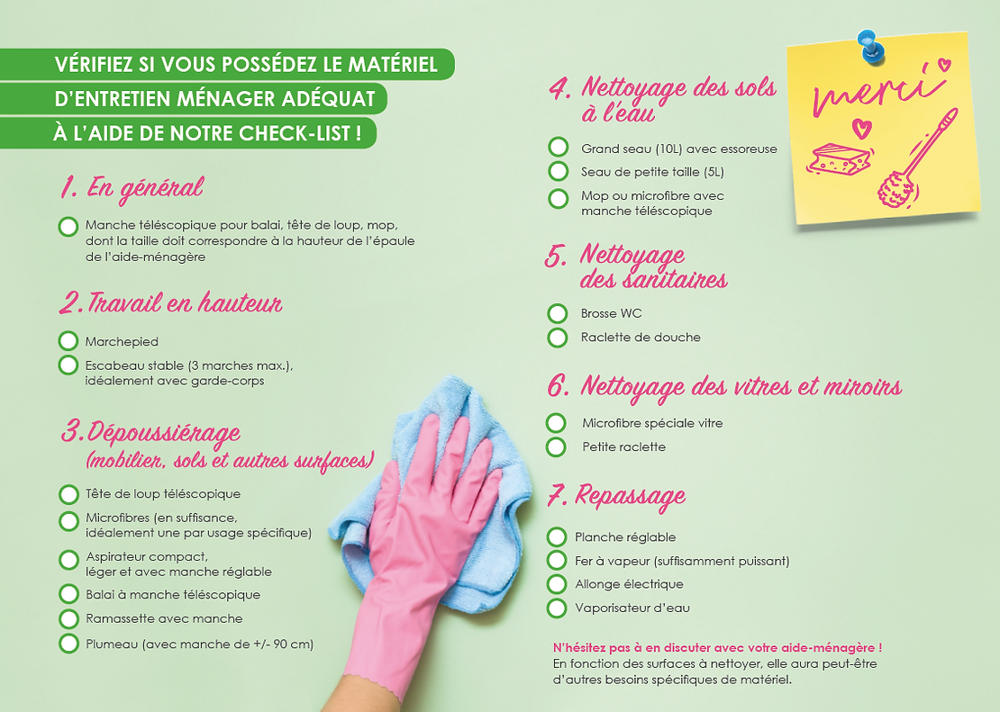 VÉRIFIEZ SI VOUS POSSÉDEZ LE MATÉRIEL
D'ENTRETIEN MÉNAGER ADÉQUAT
À L'AIDE DE NOTRE CHECK-LIST !
1. En général
Manche téléscopique pour balai, tête de loup, mop,
dont la taille doit correspondre à la hauteur de l'épaule
de l'aide-ménagère
2. Travail en hauteur
Marchepied
Escabeau stable (3 marches max.),
idéalement avec garde-corps
3. Dépoussiérage
(mobilier, sols et autres surfaces)
Tête de loup téléscopique
Microfibres (en suffisance,
idéalement une par usage spécifique)
Aspirateur compact,
léger et avec manche réglable
Balai à manche téléscopique
Ramassette avec manche
Plumeau (avec manche de +/- 90 cm)
4. Nettoyage des sols
à l'eau
Grand seau (10L) avec essoreuse
Seau de petite taille (5L)
Mop ou microfibre avec
manche téléscopique
5. Nettoyage
des sanitaires
Brosse WC
Raclette de douche
6. Nettoyage des vitres et miroirs
Microfibre spéciale vitre
Petite raclette
7. Repassage
Planche réglable
Fer à vapeur (suffisamment puissant)
Allonge électrique
Vaporisateur d'eau
N'hésitez pas à en discuter avec votre aide-ménagère !
En fonction des surfaces à nettoyer, elle aura peut-être
d'autres besoins spécifiques de matériel.
merci